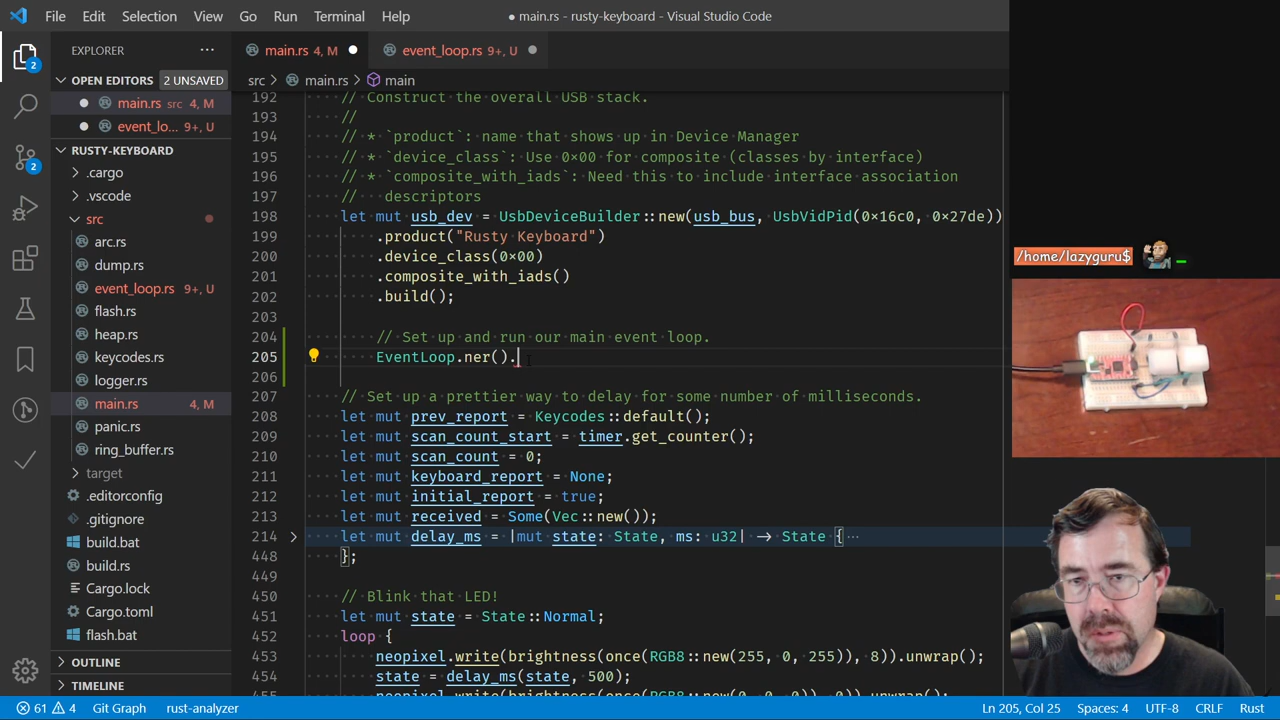 File Edit Selection View Go Run Terminal Help
● main.rs - rusty-keyboard - Visual Studio Code
EXPLORER ···
main.rs 4, M ●
event_loop.rs 9+, U ●
OPEN EDITORS 2 UNSAVED
src > main.rs > main
● main.rs src 4, M
● event_lo... 9+, U
RUSTY-KEYBOARD
.cargo
.vscode
src
arc.rs
dump.rs
event_loop.rs 9+, U
flash.rs
heap.rs
keycodes.rs
logger.rs
main.rs 4, M
panic.rs
ring_buffer.rs
target
.editorconfig
.gitignore
build.bat
build.rs
Cargo.lock
Cargo.toml
flash.bat
OUTLINE
TIMELINE
2
2
192 // Construct the overall USB stack.
193 //
194 // * `product`: name that shows up in Device Manager
195 // * `device_class`: Use 0×00 for composite (classes by interface)
196 // * `composite_with_iads`: Need this to include interface association
197 // descriptors
198 let mut usb_dev = UsbDeviceBuilder::new(usb_bus, UsbVidPid(0×16c0, 0×27de))
199 .product("Rusty Keyboard")
200 .device_class(0×00)
201 .composite_with_iads()
202 .build();
203
204 // Set up and run our main event loop.
205 EventLoop.ner().
206
207 // Set up a prettier way to delay for some number of milliseconds.
208 let mut prev_report = Keycodes::default();
209 let mut scan_count_start = timer.get_counter();
210 let mut scan_count = 0;
211 let mut keyboard_report = None;
212 let mut initial_report = true;
213 let mut received = Some(Vec::new());
214 let mut delay_ms = |mut state: State, ms: u32| → State {···
448 };
449
450 // Blink that LED!
451 let mut state = State::Normal;
452 loop {
453 neopixel.write(brightness(once(RGB8::new(255, 0, 255)), 8)).unwrap();
454 state = delay_ms(state, 500);
455 neopixel.write(brightness(once(RGB8::new(0, 0, 0)), 0)).unwrap();
/home/lazyguru$
61 4 Git Graph rust-analyzer
Ln 205, Col 25 Spaces: 4 UTF-8 CRLF Rust